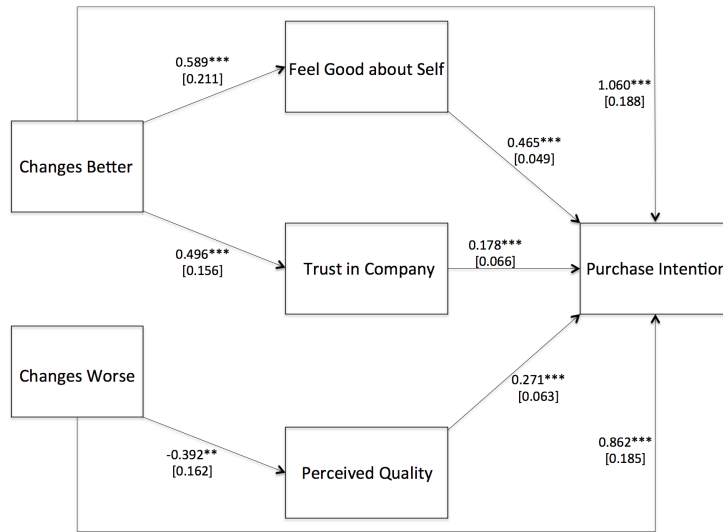 0.589***
[0.211]
Feel Good about Self
1.060***
[0.188]
Changes Better
0.465***
[0.049]
0.496***
[0.156]
Trust in Company
0.178***
[0.066]
Purchase Intention
Changes Worse
0.271***
[0.063]
-0.392**
[0.162]
Perceived Quality
0.862***
[0.185]